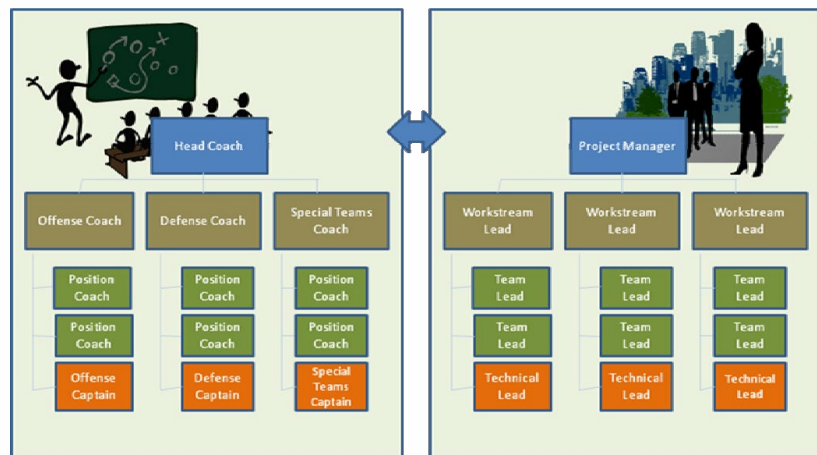 Head Coach
Offense Coach
Defense Coach
Special Teams
Coach
Position
Coach
Position
Coach
Position
Coach
Position
Coach
Position
Coach
Position
Coach
Offense
Captain
Defense
Captain
Special
Teams
Captain
Project Manager
Workstream
Lead
Workstream
Lead
Workstream
Lead
Team
Lead
Team
Lead
Team
Lead
Team
Lead
Team
Lead
Team
Lead
Technical
Lead
Technical
Lead
Technical
Lead